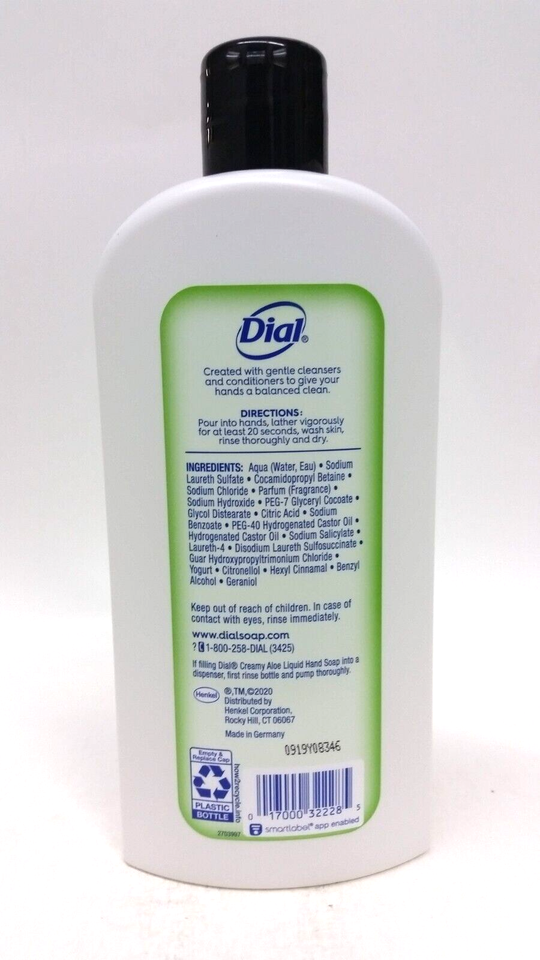 Dial®
Created with gentle cleansers
and conditioners to give your
hands a balanced clean.
DIRECTIONS:
Pour into hands, lather vigorously
for at least 20 seconds, wash skin,
rinse thoroughly and dry.
INGREDIENTS: Aqua (Water, Eau) • Sodium
Laureth Sulfate • Cocamidopropyl Betaine •
Sodium Chloride • Parfum (Fragrance) •
Sodium Hydroxide • PEG-7 Glyceryl Cocoate •
Glycol Distearate • Citric Acid • Sodium
Benzoate • PEG-40 Hydrogenated Castor Oil •
Hydrogenated Castor Oil • Sodium Salicylate •
Laureth-4 • Disodium Laureth Sulfosuccinate •
Guar Hydroxypropyltrimonium Chloride •
Yogurt • Citronellol • Hexyl Cinnamal • Benzyl
Alcohol • Geraniol
Keep out of reach of children. In case of
contact with eyes, rinse immediately.
www.dialsoap.com
? 1-800-258-DIAL (3425)
If filling Dial® Creamy Aloe Liquid Hand Soap into a
dispenser, first rinse bottle and pump thoroughly.
Henkel
®,TM,©2020
Distributed by
Henkel Corporation,
Rocky Hill, CT 06067
Made in Germany
0919Y08346
Empty &
Replace Cap
PLASTIC
BOTTLE
how2recycle.info
0 17000 32228 5
smartlabel® app enabled